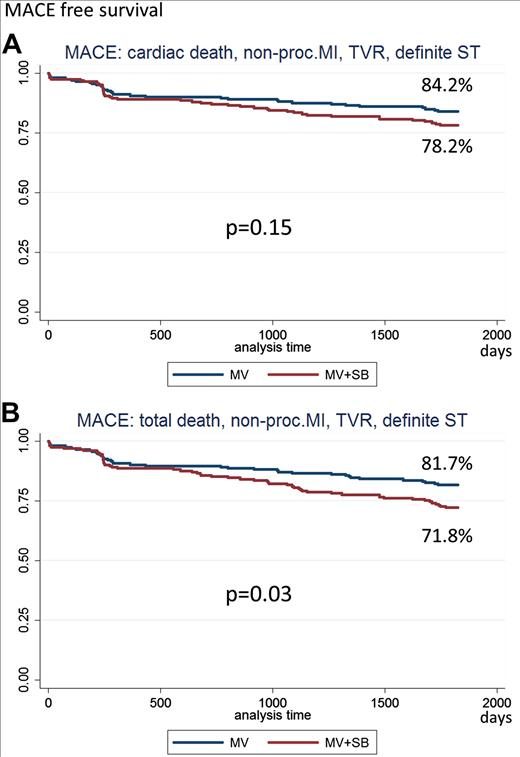 MACE free survival
A
MACE: cardiac death, non-proc.MI, TVR, definite ST
1.00
84.2%
0.75
78.2%
0.50
p=0.15
0.25
0.00
0 500 1000 1500 2000
analysis time
days
MV MV+SB
B
MACE: total death, non-proc.MI, TVR, definite ST
1.00
81.7%
0.75
71.8%
0.50
p=0.03
0.25
0.00
0 500 1000 1500 2000
analysis time
days
MV MV+SB